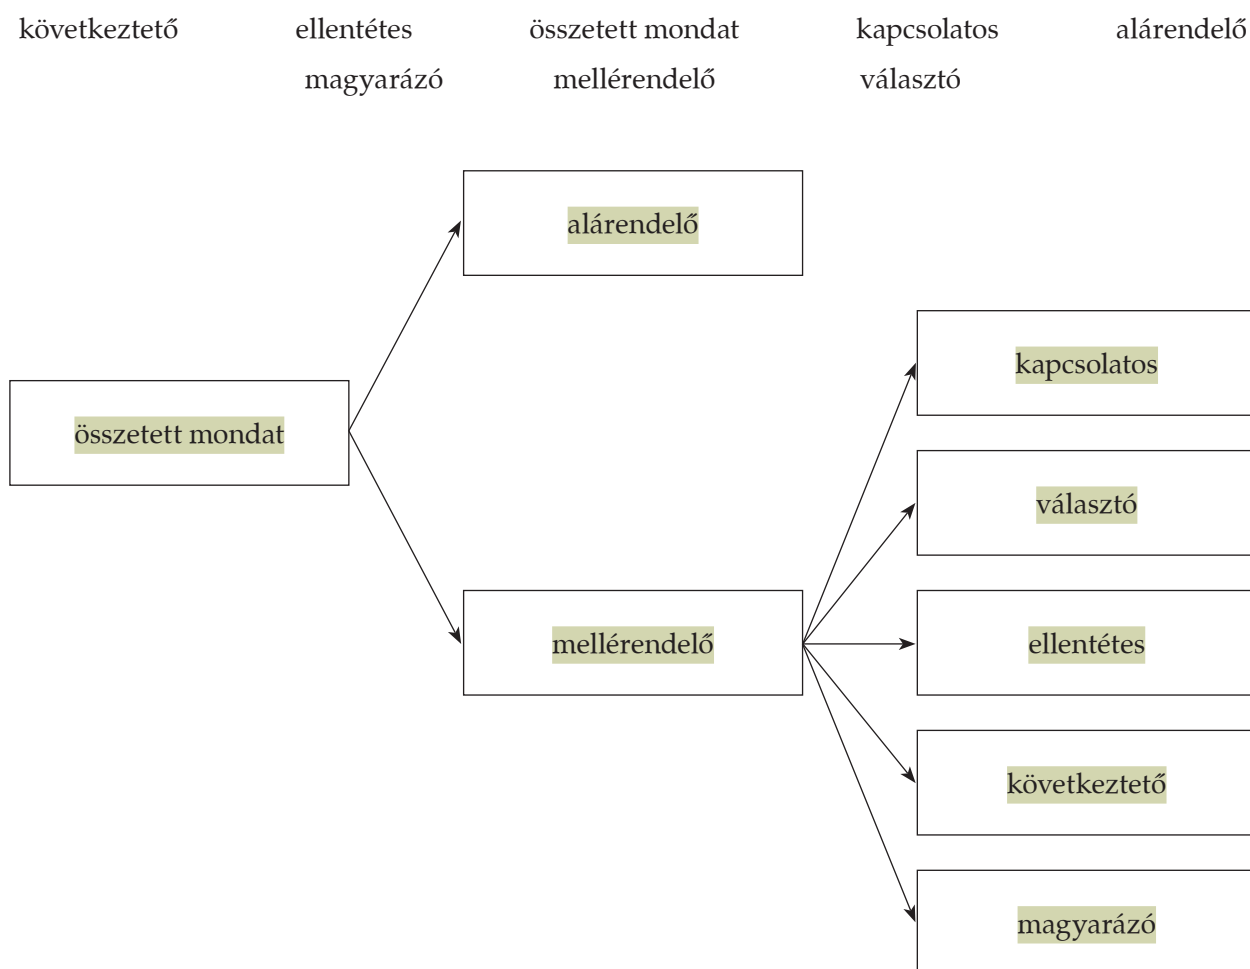 következtető ellentétes összetett mondat kapcsolatos alárendelő
magyarázó mellérendelő választó
alárendelő
kapcsolatos
összetett mondat
választó
mellérendelő
ellentétes
következtető
magyarázó